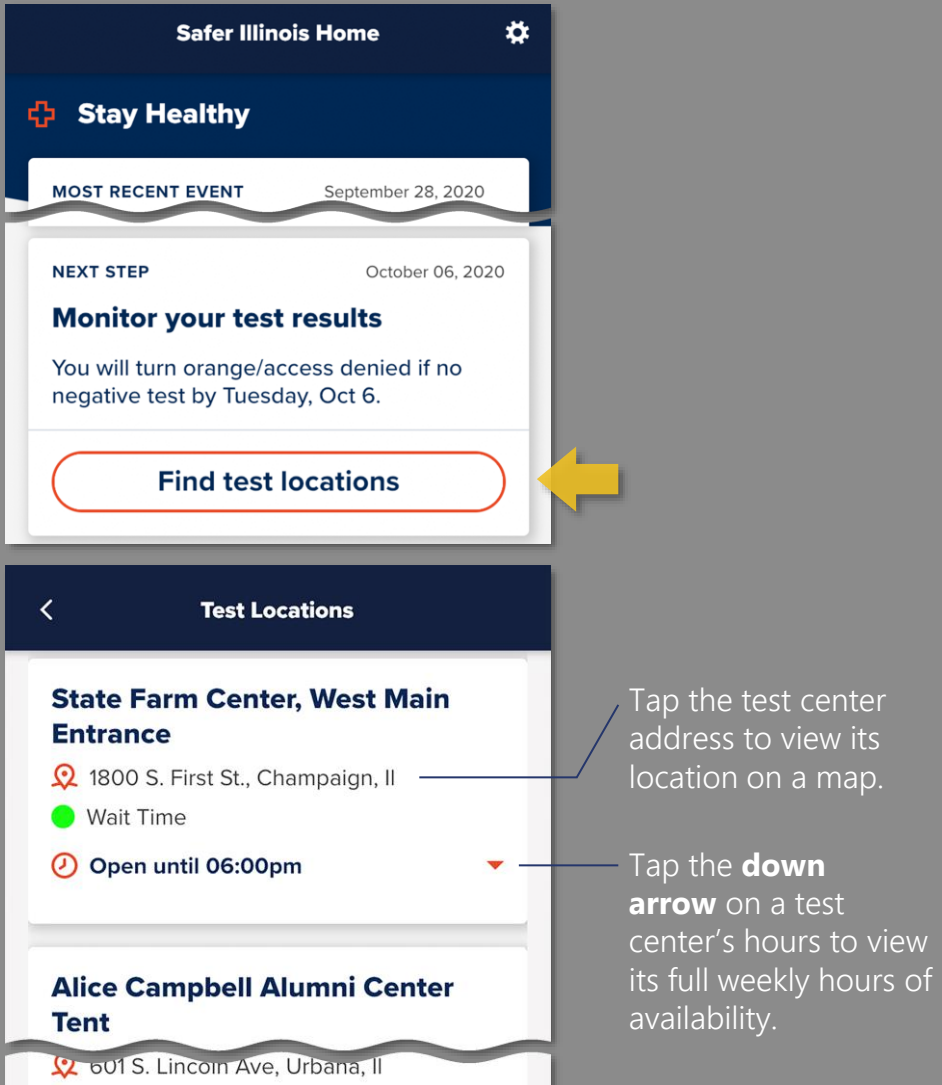 Safer Illinois Home
Stay Healthy
MOST RECENT EVENT September 28, 2020
NEXT STEP October 06, 2020
Monitor your test results
You will turn orange/access denied if no
negative test by Tuesday, Oct 6.
Find test locations
Test Locations
State Farm Center, West Main
Entrance
1800 S. First St., Champaign, Il
Wait Time
Open until 06:00pm
Tap the test center
address to view its
location on a map.
Tap the down
arrow on a test
center’s hours to view
its full weekly hours of
availability.
Alice Campbell Alumni Center
Tent
601 S. Lincoln Ave, Urbana, Il